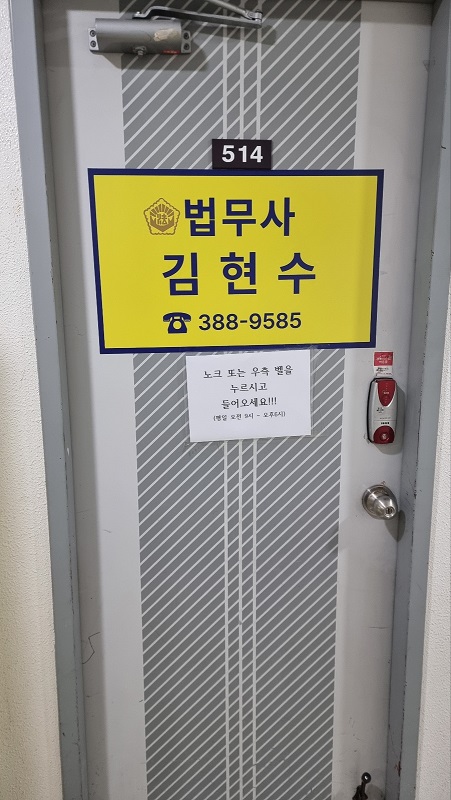 514
법무사
김현수
☎ 388-9585
노크 또는 우측 벨을
누르시고
들어오세요!!!
(평일 오전 9시 ~ 오후6시)